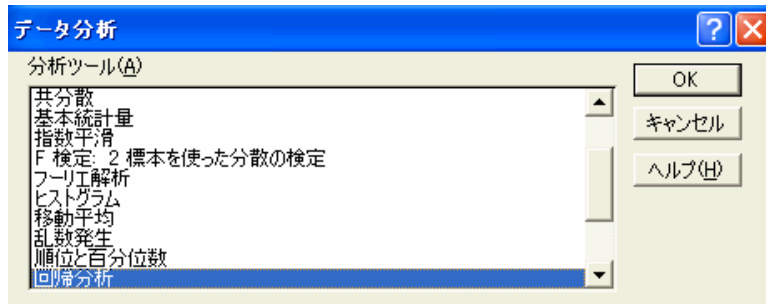 データ分析
分析ツール(A)
共分散
基本統計量
指数平滑
F 検定: 2 標本を使った分散の検定
フーリエ解析
ヒストグラム
移動平均
乱数発生
順位と百分位数
回帰分析
OK
キャンセル
ヘルプ(H)